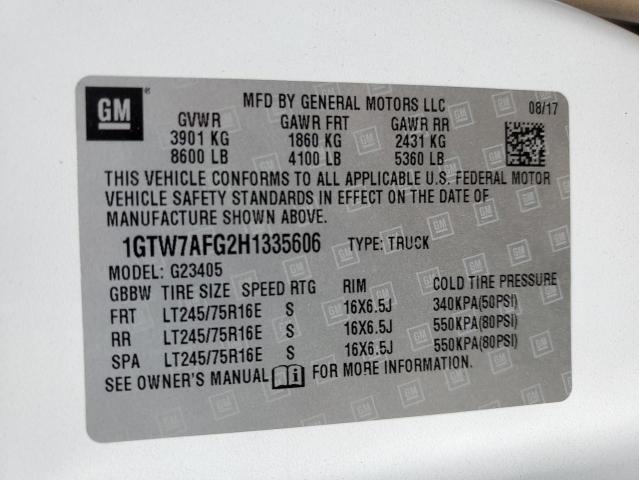 GM ®
MFD BY GENERAL MOTORS LLC 08/17
GVWR GAWR FRT GAWR RR
3901 KG 1860 KG 2431 KG
8600 LB 4100 LB 5360 LB
THIS VEHICLE CONFORMS TO ALL APPLICABLE U.S. FEDERAL MOTOR
VEHICLE SAFETY STANDARDS IN EFFECT ON THE DATE OF
MANUFACTURE SHOWN ABOVE.
1GTW7AFG2H1335606 TYPE: TRUCK
MODEL: G23405
GBBW TIRE SIZE SPEED RTG RIM COLD TIRE PRESSURE
FRT LT245/75R16E S 16X6.5J 340KPA(50PSI)
RR LT245/75R16E S 16X6.5J 550KPA(80PSI)
SPA LT245/75R16E S 16X6.5J 550KPA(80PSI)
SEE OWNER'S MANUAL FOR MORE INFORMATION.